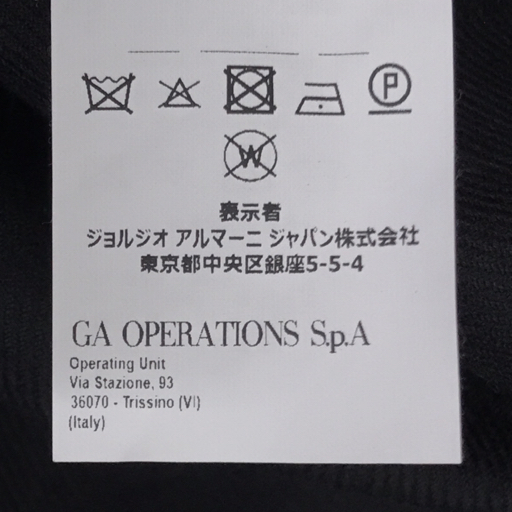 P
W
表示者
ジョルジオ アルマーニ ジャパン株式会社
東京都中央区銀座5-5-4
GA OPERATIONS S.p.A
Operating Unit
Via Stazione, 93
36070 - Trissino (VI)
(Italy)